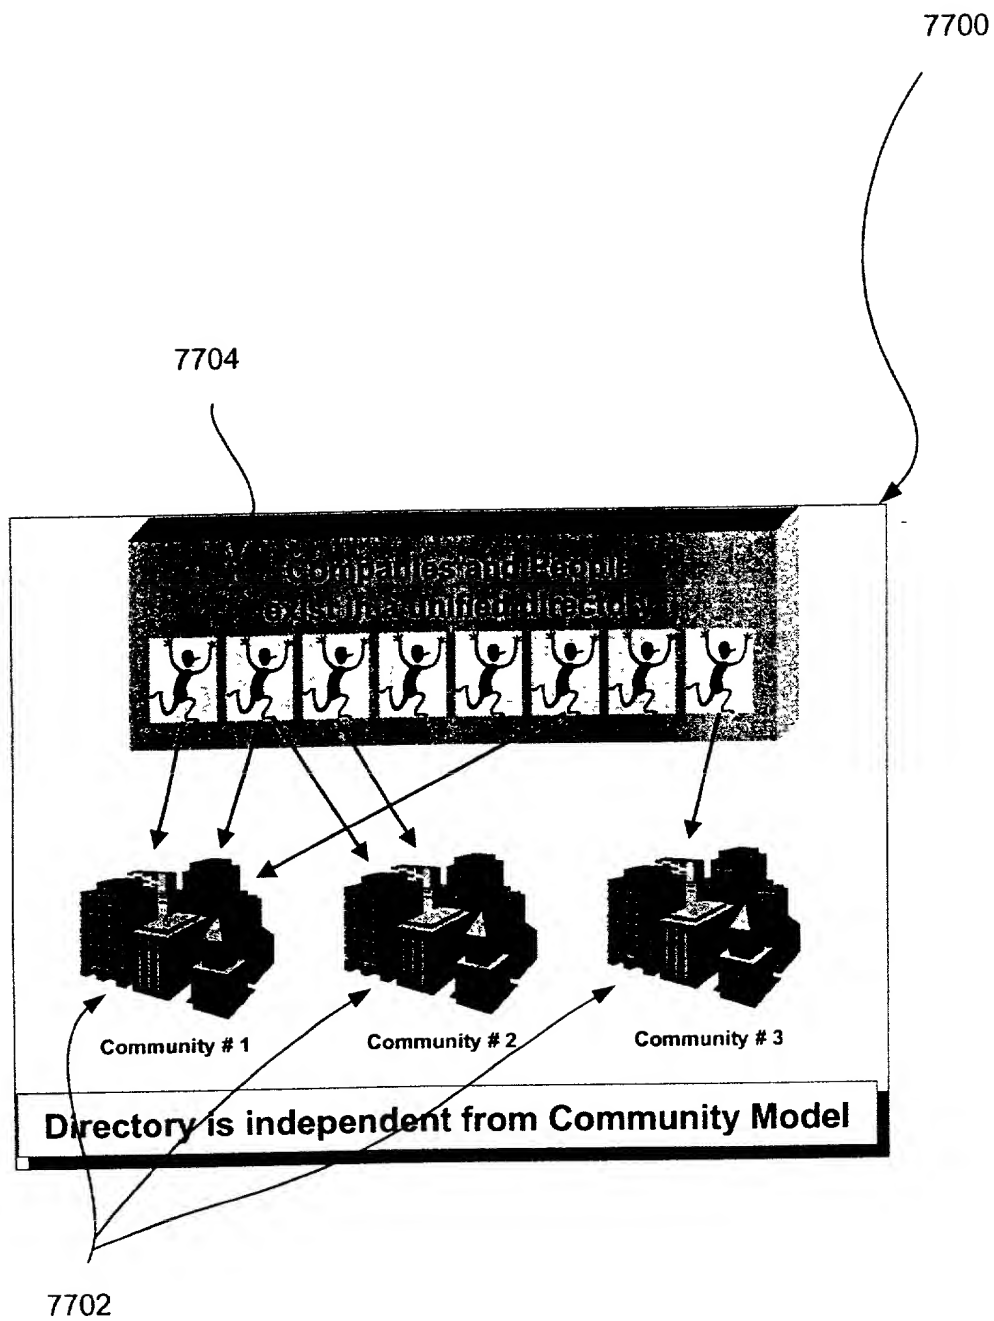 7700
7704
Companies and People
exist in a unified directory
Community # 1
Community # 2
Community # 3
Directory is independent from Community Model
7702